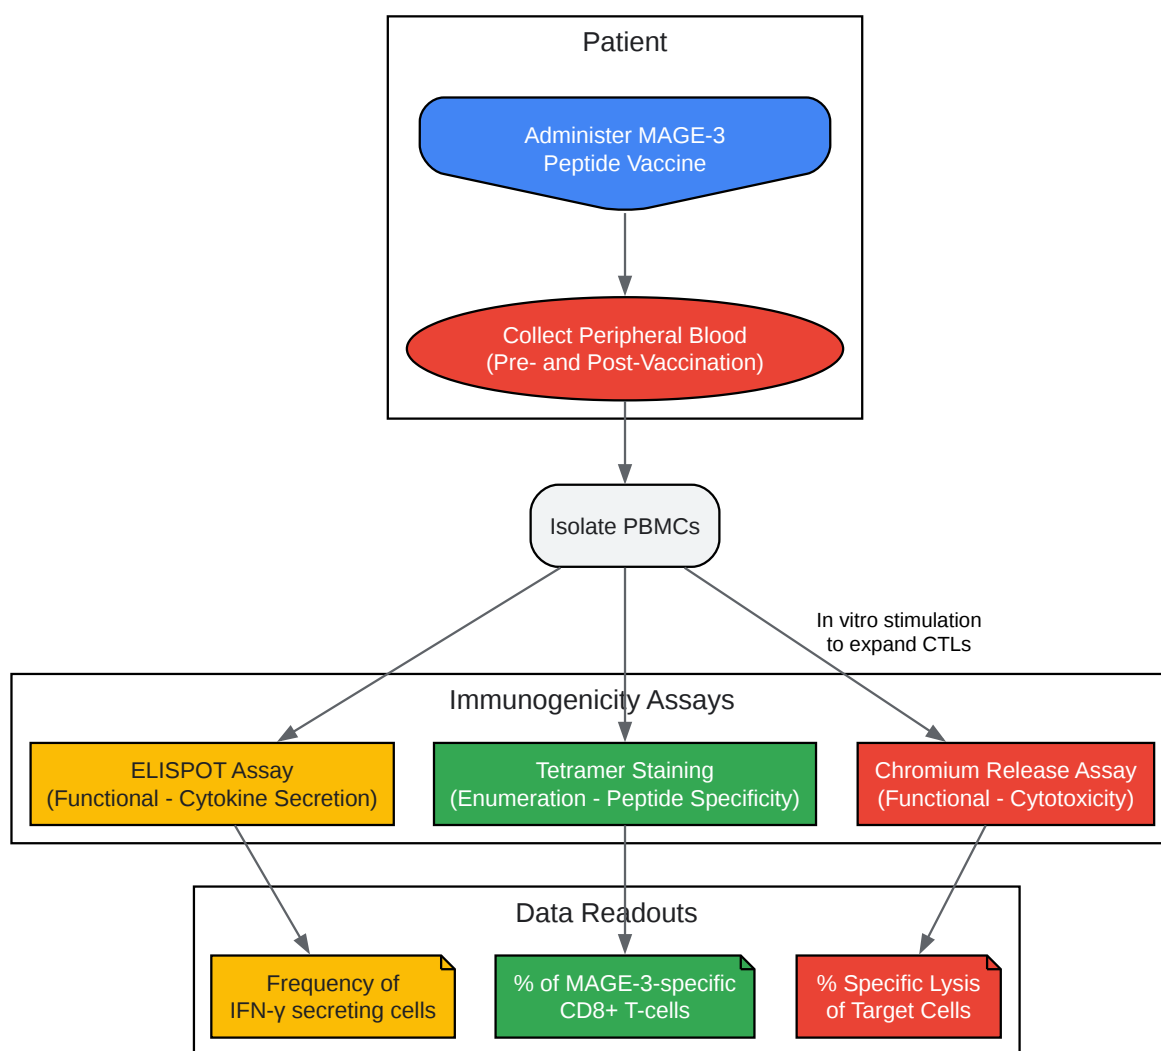 Patient
Administer MAGE-3
Peptide Vaccine
Collect Peripheral Blood
(Pre- and Post-Vaccination)
Isolate PBMCs
In vitro stimulation
to expand CTLs
Immunogenicity Assays
ELISPOT Assay
(Functional - Cytokine Secretion)
Tetramer Staining
(Enumeration - Peptide Specificity)
Chromium Release Assay
(Functional - Cytotoxicity)
Data Readouts
Frequency of
IFN-γ secreting cells
% of MAGE-3-specific
CD8+ T-cells
% Specific Lysis
of Target Cells